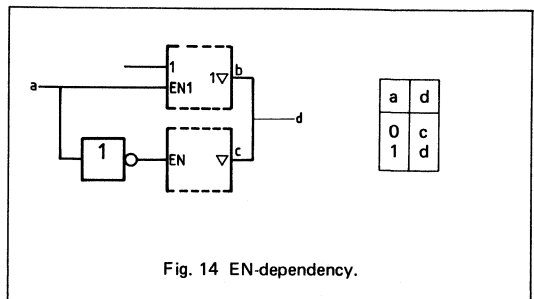 1
1▽ b
a
EN1
a d
d
0 c
1 d
1
EN ▽ c
Fig. 14 EN-dependency.